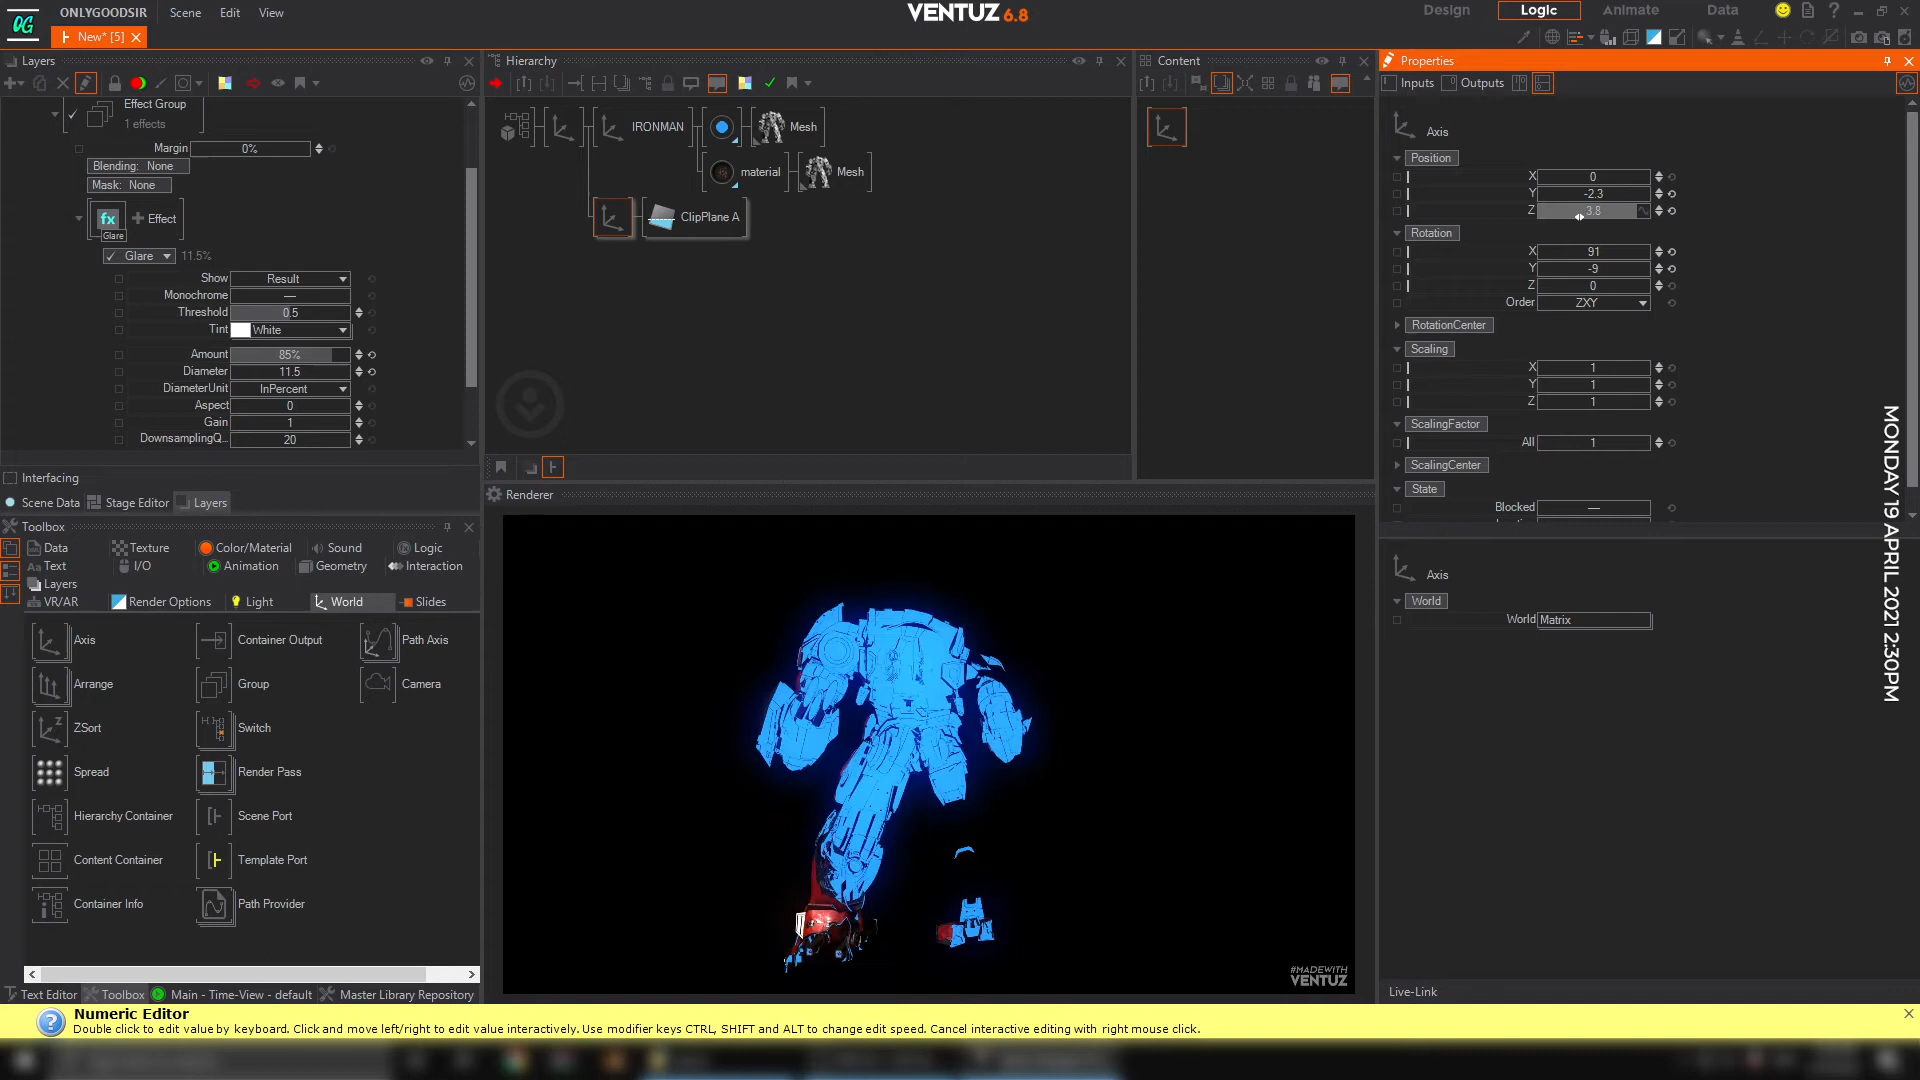 OG
ONLYGOODSIR
Scene
Edit
View
VENTUZ 6.8
Design
Logic
Animate
Data
New* [5]
Layers
Effect Group
1 effects
Margin
0%
Blending: None
Mask: None
fx
Glare
Effect
Glare
11.5%
Show
Result
Monochrome
—
Threshold
0.5
Tint
White
Amount
85%
Diameter
11.5
DiameterUnit
InPercent
Aspect
0
Gain
1
DownsamplingQ...
20
Interfacing
Scene Data
Stage Editor
Layers
Hierarchy
IRONMAN
Mesh
material
Mesh
ClipPlane A
Content
Properties
Inputs
Outputs
Axis
Position
X
0
Y
-2.3
Z
3.8
Rotation
X
91
Y
-9
Z
0
Order
ZXY
RotationCenter
Scaling
X
1
Y
1
Z
1
ScalingFactor
All
1
ScalingCenter
State
Blocked
—
Axis
World
World
Matrix
Live-Link
MONDAY 19 APRIL 2021 2:30PM
Toolbox
Data
Texture
Color/Material
Sound
Logic
Text
I/O
Animation
Geometry
Interaction
Layers
VR/AR
Render Options
Light
World
Slides
Axis
Container Output
Path Axis
Arrange
Group
Camera
ZSort
Switch
Spread
Render Pass
Hierarchy Container
Scene Port
Content Container
Template Port
Container Info
Path Provider
Text Editor
Toolbox
Main - Time-View - default
Master Library Repository
Renderer
#MADEWITH
VENTUZ
Numeric Editor
Double click to edit value by keyboard. Click and move left/right to edit value interactively. Use modifier keys CTRL, SHIFT and ALT to change edit speed. Cancel interactive editing with right mouse click.